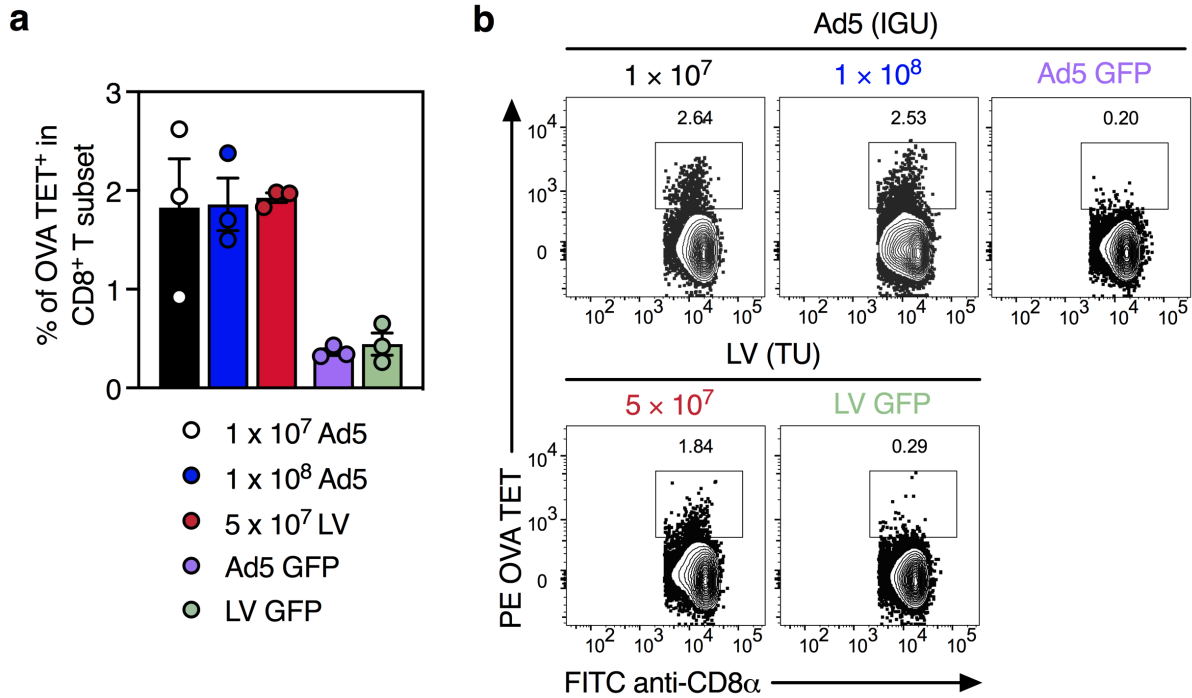 a
3
2
1
0
% of OVA TET⁺ in
CD8⁺ T subset
1 x 10⁷ Ad5
1 x 10⁸ Ad5
5 x 10⁷ LV
Ad5 GFP
LV GFP
b
Ad5 (IGU)
1 × 10⁷ 1 × 10⁸ Ad5 GFP
2.64 2.53 0.20
10⁴
10³
0
10² 10³ 10⁴ 10⁵ 10² 10³ 10⁴ 10⁵ 10² 10³ 10⁴ 10⁵
LV (TU)
5 × 10⁷ LV GFP
1.84 0.29
10⁴
10³
0
10² 10³ 10⁴ 10⁵ 10² 10³ 10⁴ 10⁵
PE OVA TET
FITC anti-CD8α